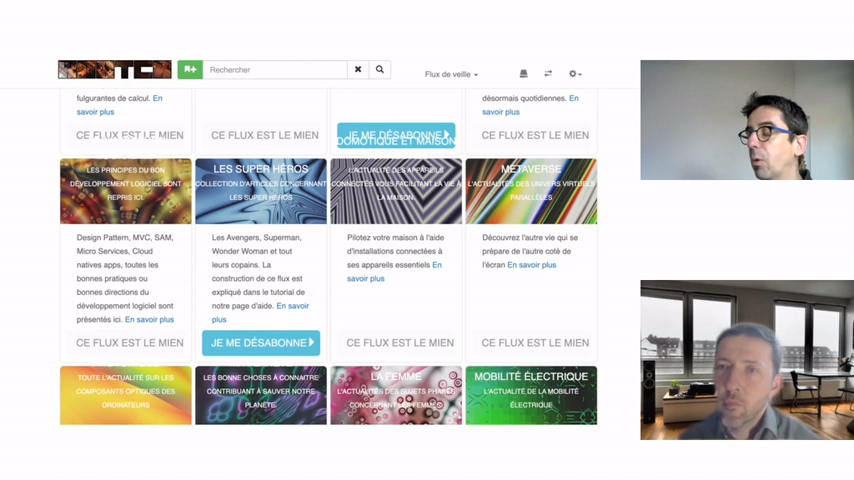 Rechercher
Flux de veille
fulgurantes de calcul. En
savoir plus
désormais quotidiennes. En
savoir plus
CE FLUX EST LE MIEN
CE FLUX EST LE MIEN
JE ME DÉSABONNE
CE FLUX EST LE MIEN
DOMOTIQUE ET MAISON
LES PRINCIPES DU BON
DÉVELOPPEMENT LOGICIEL SONT
REPRIS ICI.
LES SUPER HÉROS
COLLECTION D'ARTICLES CONCERNANT
LES SUPER HÉROS
L'ACTUALITÉ DES APPAREILS
CONNECTÉS VOUS FACILITANT LA VIE À
LA MAISON.
METAVERSE
L'ACTUALITÉS DES UNIVERS VIRTUELS
PARALLÈLES.
Design Pattern, MVC, SAM,
Micro Services, Cloud
natives apps, toutes les
bonnes pratiques ou
bonnes directions du
développement logiciel sont
présentés ici. En savoir plus
Les Avengers, Superman,
Wonder Woman et tout
leurs copains. La
construction de ce flux est
expliqué dans le tutorial de
notre page d'aide. En savoir
plus
Pilotez votre maison à l'aide
d'installations connectées à
ses appareils essentiels En
savoir plus
Découvrez l'autre vie qui se
prépare de l'autre coté de
l'écran En savoir plus
CE FLUX EST LE MIEN
JE ME DÉSABONNE
CE FLUX EST LE MIEN
CE FLUX EST LE MIEN
TOUTE L'ACTUALITÉ SUR LES
COMPOSANTS OPTIQUES DES
ORDINATEURS
LES BONNE CHOSES À CONNAITRE
CONTRIBUANT À SAUVER NOTRE
PLANÈTE.
LA FEMME
L'ACTUALITÉS DES SUJETS PHARES
CONCERNANT LES FEMMES
MOBILITÉ ÉLECTRIQUE
L'ACTUALITÉ DE LA MOBILITÉ
ÉLECTRIQUE